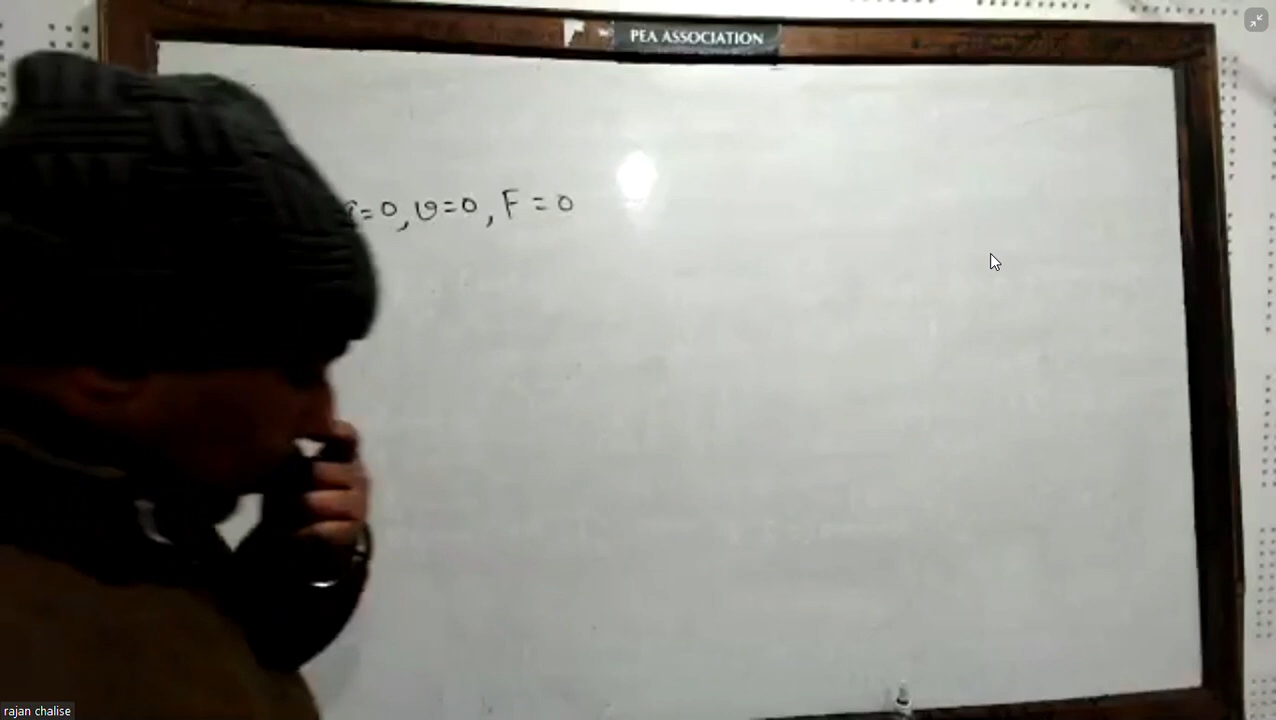 PEA ASSOCIATION
=0, v=0, F=0
rajan chalise